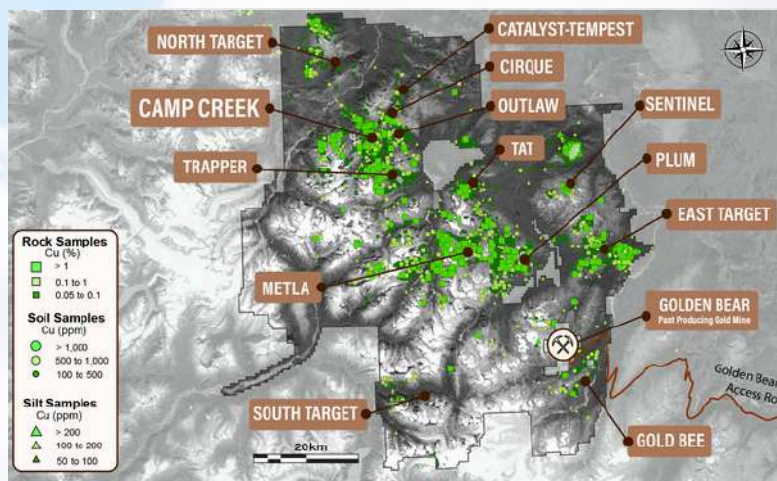 NORTH TARGET
CATALYST-TEMPEST
CIRQUE
CAMP CREEK
OUTLAW
SENTINEL
TRAPPER
TAT
PLUM
EAST TARGET
METLA
GOLDEN BEAR
Past Producing Gold Mine
SOUTH TARGET
GOLD BEE
Golden Bear
Access Ro
20km
Rock Samples
Cu (%)
> 1
0.1 to 1
0.05 to 0.1
Soil Samples
Cu (ppm)
> 1,000
500 to 1,000
100 to 500
Silt Samples
Cu (ppm)
> 200
100 to 200
50 to 100